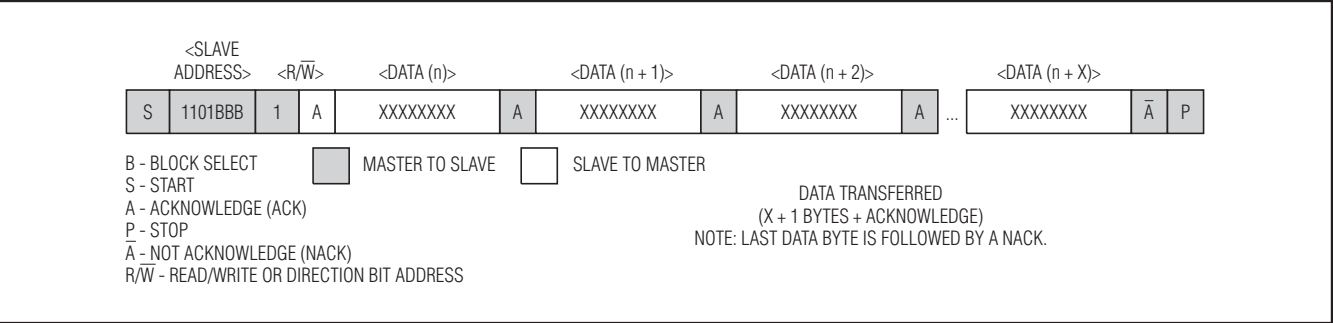 <SLAVE
ADDRESS> <R/W̅> <DATA (n)> <DATA (n + 1)> <DATA (n + 2)> <DATA (n + X)>
S 1101BBB 1 A XXXXXXXX A XXXXXXXX A XXXXXXXX A ... XXXXXXXX A̅ P
B - BLOCK SELECT
S - START
A - ACKNOWLEDGE (ACK)
P - STOP
A̅ - NOT ACKNOWLEDGE (NACK)
R/W̅ - READ/WRITE OR DIRECTION BIT ADDRESS
MASTER TO SLAVE
SLAVE TO MASTER
DATA TRANSFERRED
(X + 1 BYTES + ACKNOWLEDGE)
NOTE: LAST DATA BYTE IS FOLLOWED BY A NACK.